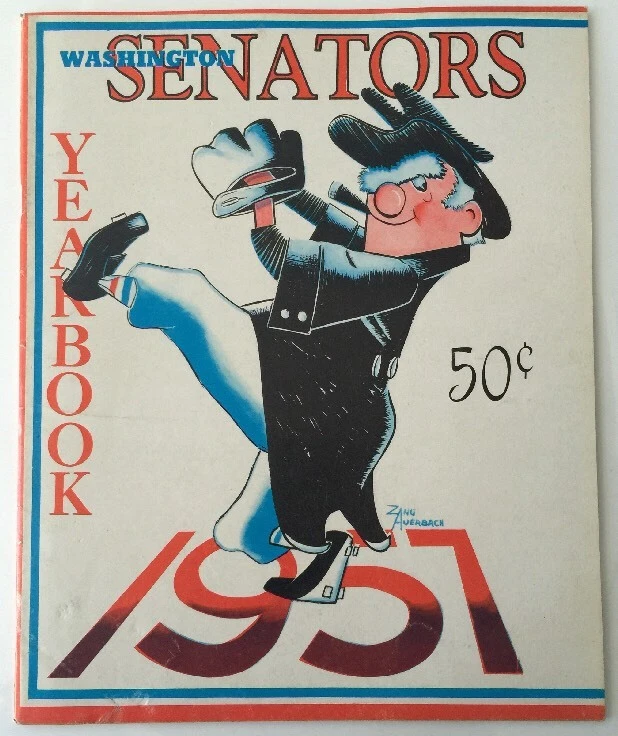 WASHINGTON
SENATORS
YEARBOOK
50¢
ZANG
AUERBACH
1957